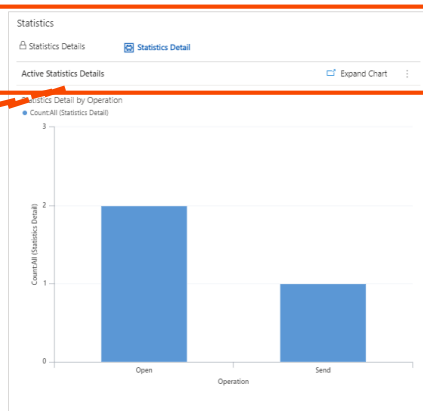 Statistics
Statistics Details Statistics Detail
Active Statistics Details Expand Chart
Statistics Detail by Operation
Count:All (Statistics Detail)
3
2
1
0
Count:All (Statistics Detail)
Open Send
Operation